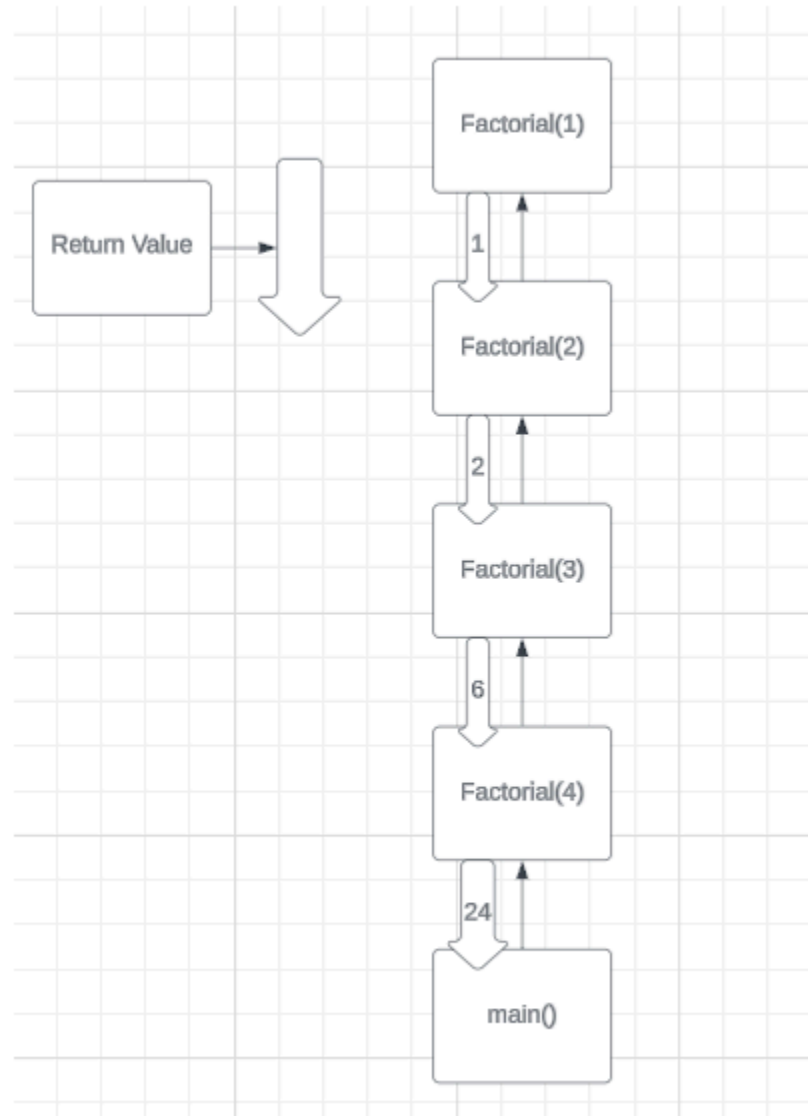 Factorial(1)
Return Value
1
Factorial(2)
2
Factorial(3)
6
Factorial(4)
24
main()